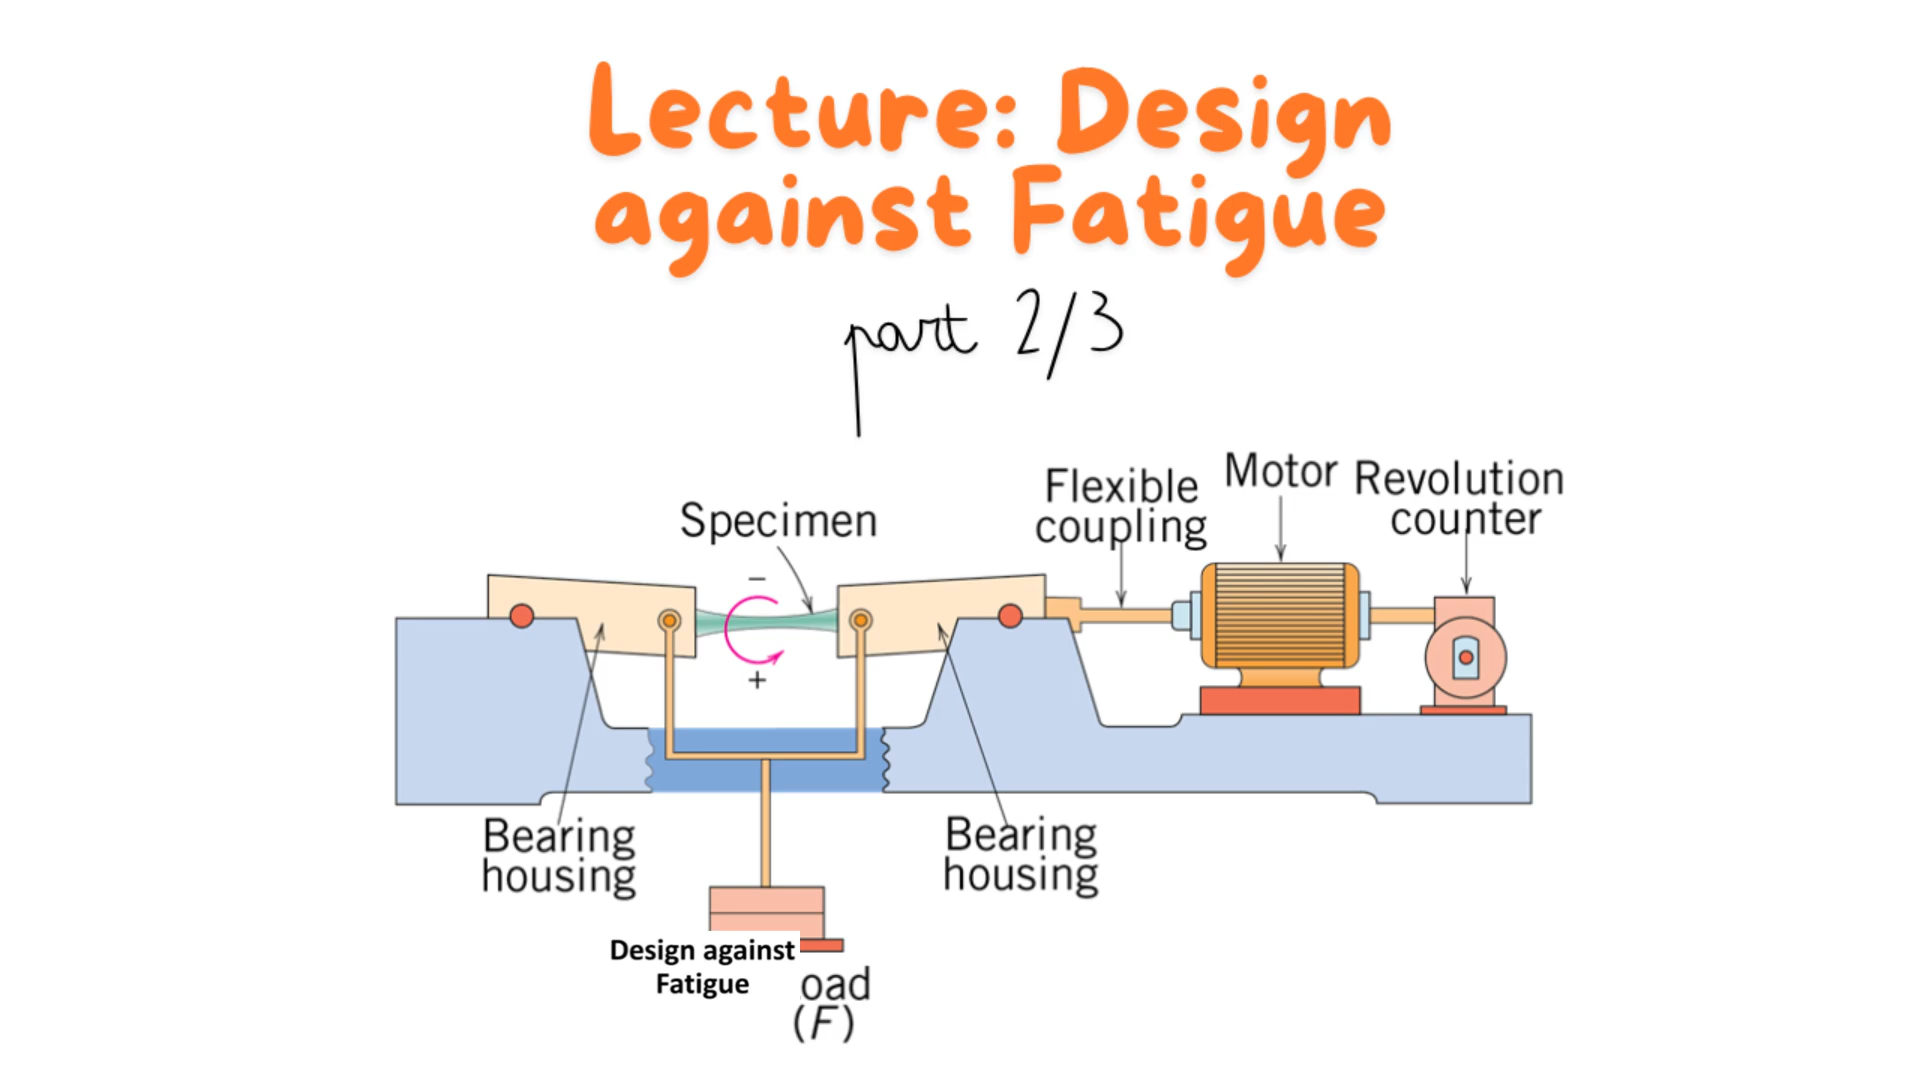 Lecture: Design
against Fatigue
part 2/3
Specimen
Flexible
coupling
Motor
Revolution
counter
−
+
Bearing
housing
Bearing
housing
Design against
Fatigue
oad
(F)